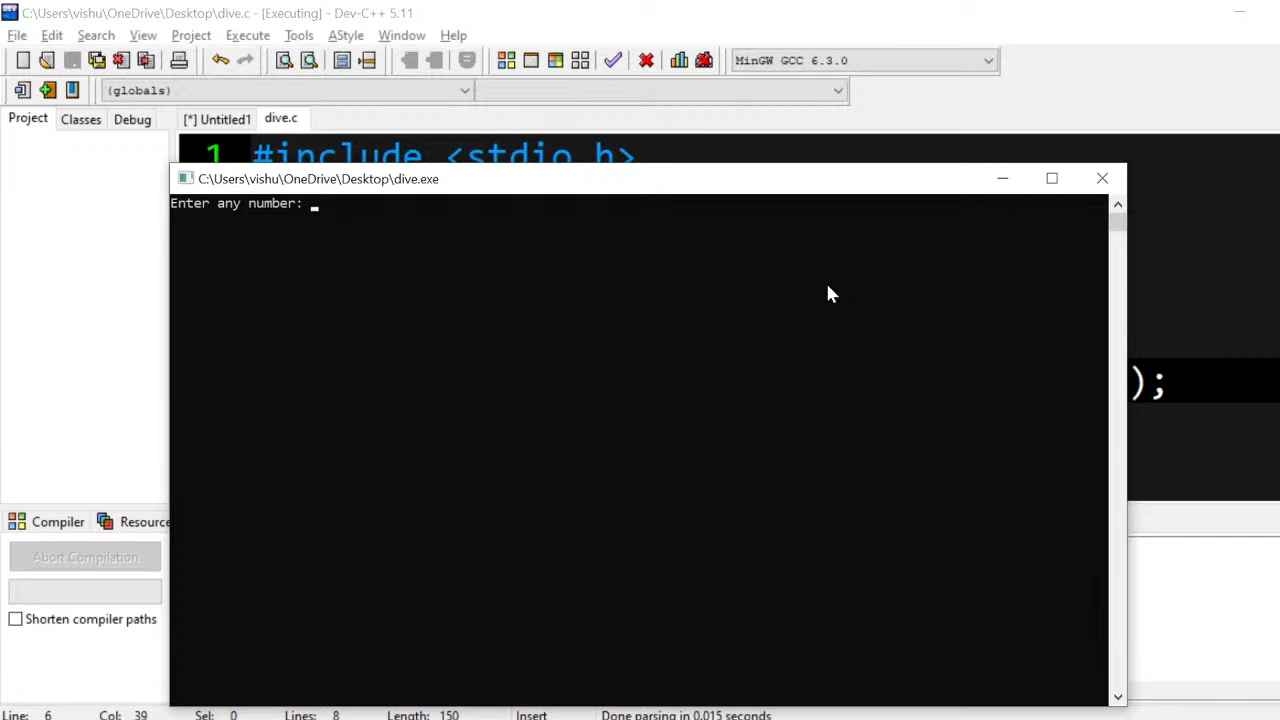 C:\Users\vishu\OneDrive\Desktop\dive.c - [Executing] - Dev-C++ 5.11
File Edit Search View Project Execute Tools AStyle Window Help
MinGW GCC 6.3.0
(globals)
Project Classes Debug [*] Untitled1 dive.c
1 #include <stdio.h>
C:\Users\vishu\OneDrive\Desktop\dive.exe
Enter any number:
);
Compiler Resource
Abort Compilation
Shorten compiler paths
Line: 6 Col: 39 Sel: 0 Lines: 8 Length: 150 Insert Done parsing in 0.015 seconds